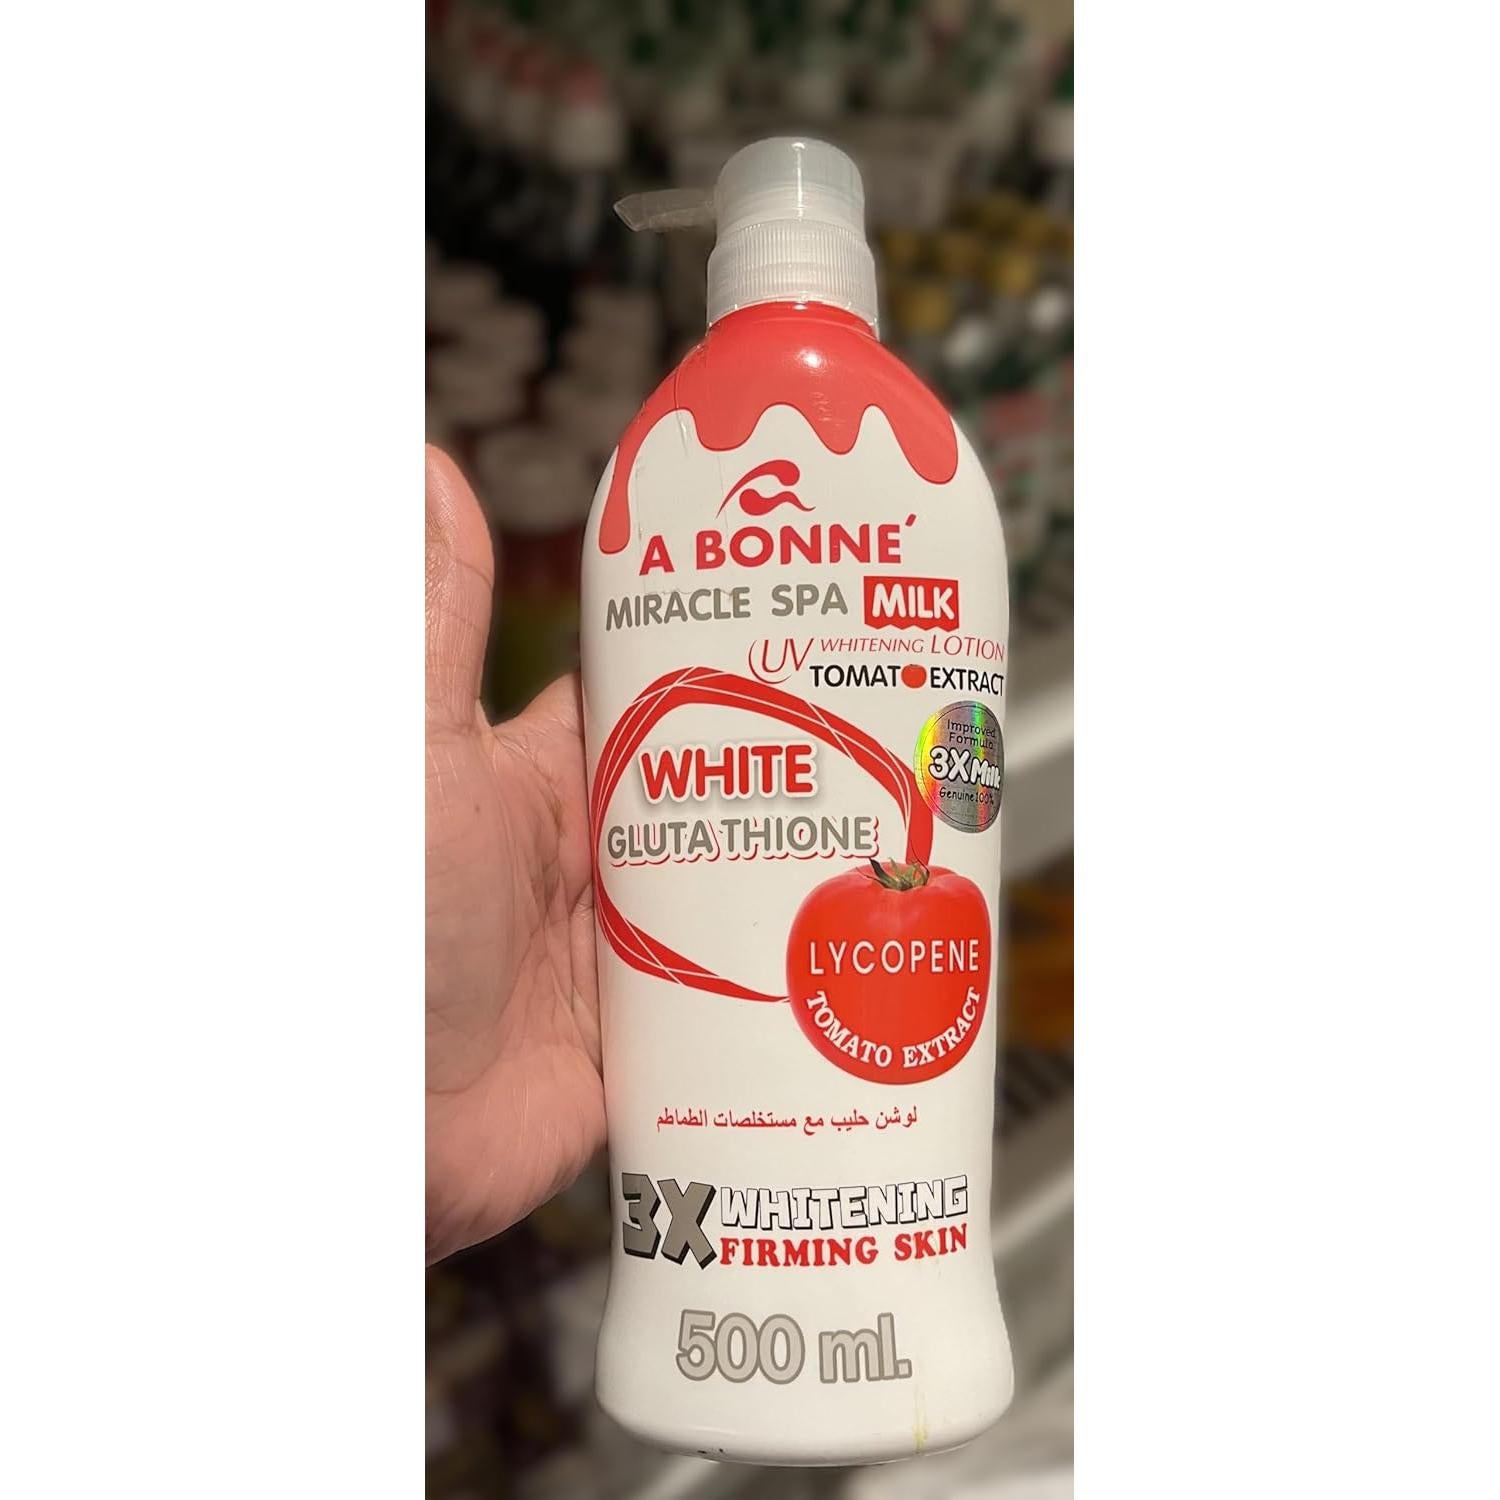 A BONNE´
MIRACLE SPA MILK
UV WHITENING LOTION
TOMATO EXTRACT
Improved
Formula
3X Milk
Genuine 100%
WHITE
GLUTATHIONE
LYCOPENE
TOMATO EXTRACT
لوشن حليب مع مستخلصات الطماطم
3X WHITENING
FIRMING SKIN
500 ml.